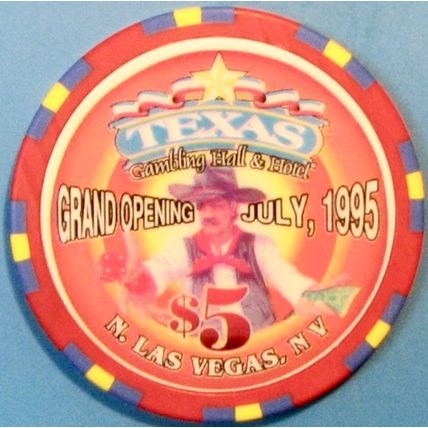 TEXAS
Gambling Hall & Hotel
GRAND OPENING JULY, 1995
$5
N. LAS VEGAS, NV